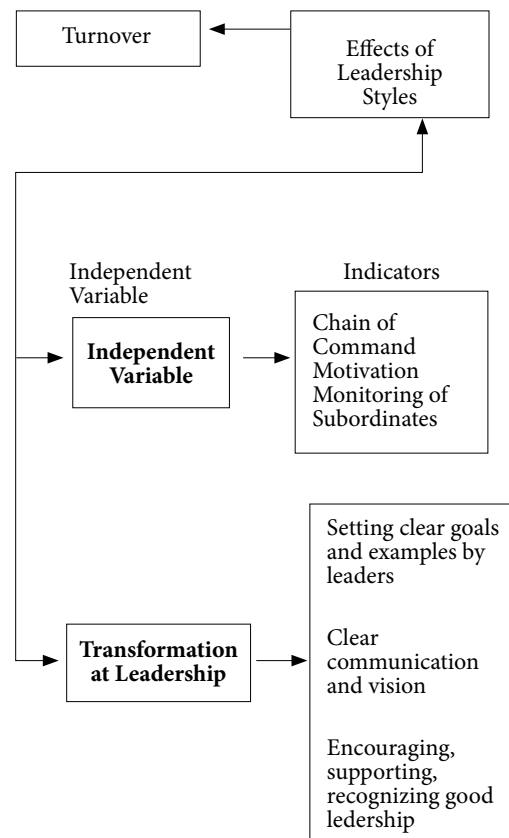 Turnover
Effects of
Leadership
Styles
Independent
Variable
Indicators
Independent
Variable
Chain of
Command
Motivation
Monitoring of
Subordinates
Transformation
at Leadership
Setting clear goals
and examples by
leaders
Clear
communication
and vision
Encouraging,
supporting,
recognizing good
ledership